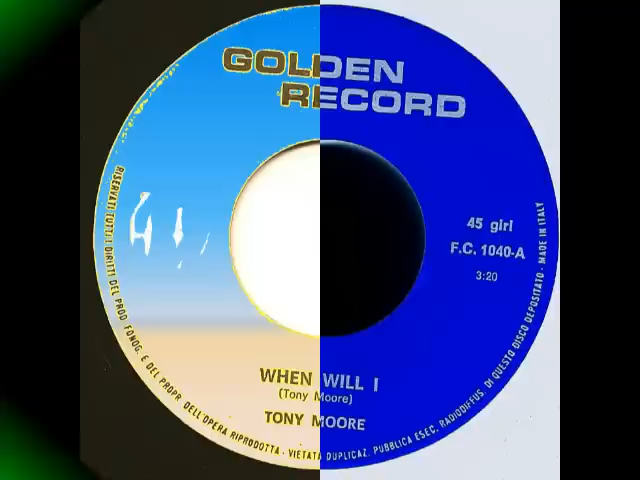 GOLDEN
RECORD
45 giri
F.C. 1040-A
3:20
WHEN WILL I
(Tony Moore)
TONY MOORE
RISERVATI TUTTI I DIRITTI DEL PROD. FONOG. E DEL PROPR. DELL'OPERA RIPRODOTTA - VIETATI DUPLICAZ. PUBBLICA ESEC. RADIODIFFUS. DI QUESTO DISCO DEPOSITATO - MADE IN ITALY